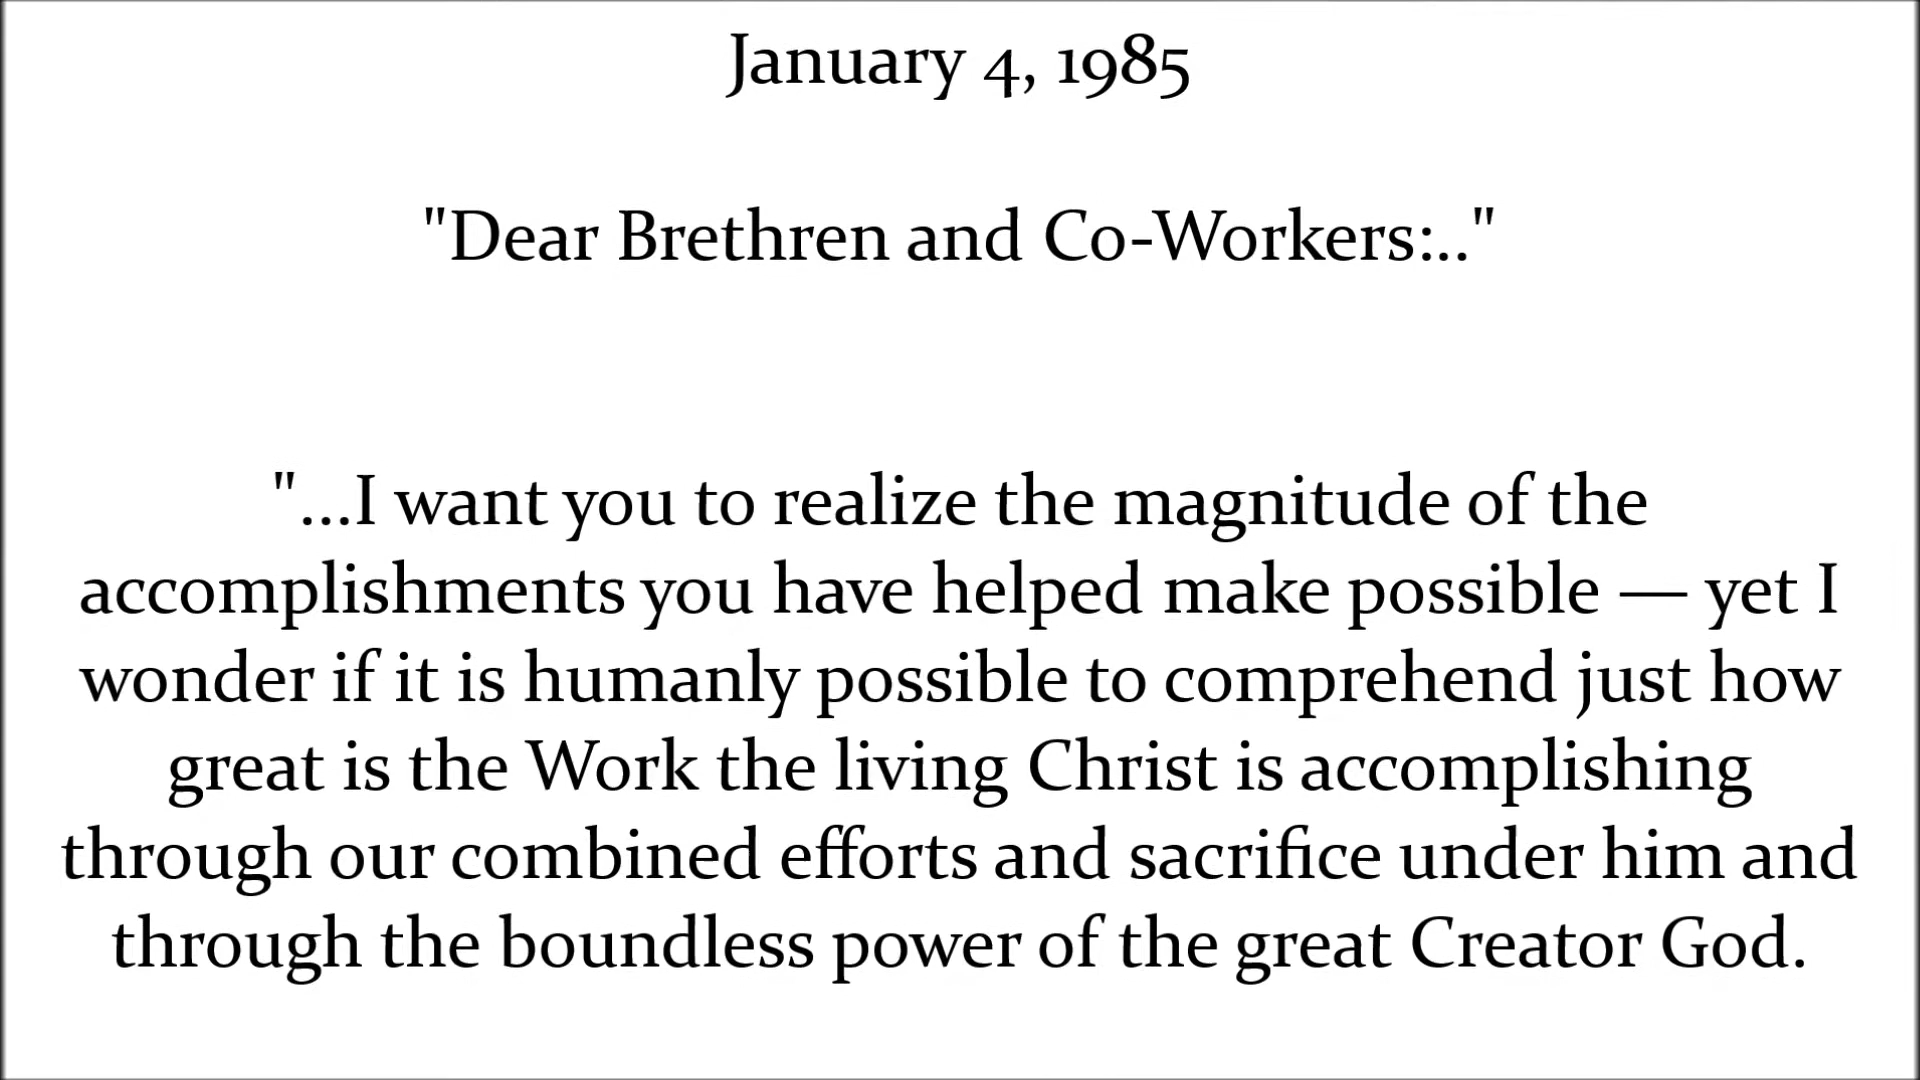 January 4, 1985
"Dear Brethren and Co-Workers:.."
"...I want you to realize the magnitude of the
accomplishments you have helped make possible — yet I
wonder if it is humanly possible to comprehend just how
great is the Work the living Christ is accomplishing
through our combined efforts and sacrifice under him and
through the boundless power of the great Creator God.